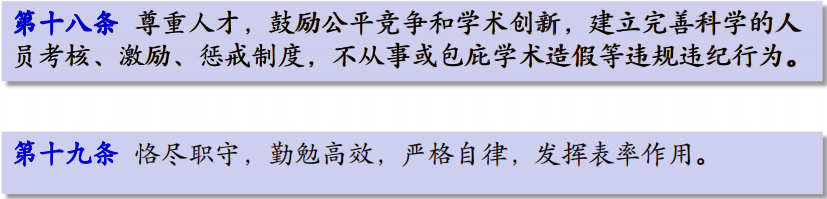 第十八条 尊重人才，鼓励公平竞争和学术创新，建立完善科学的人
员考核、激励、惩戒制度，不从事或包庇学术造假等违规违纪行为。
第十九条 恪尽职守，勤勉高效，严格自律，发挥表率作用。